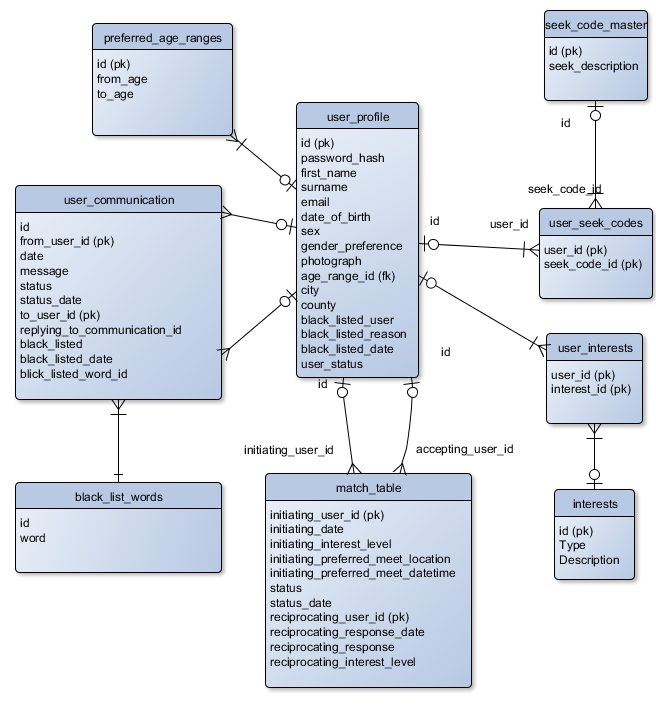 preferred_age_ranges
id (pk)
from_age
to_age
seek_code_master
id (pk)
seek_description
user_profile
id (pk)
password_hash
first_name
surname
email
date_of_birth
sex
gender_preference
photograph
age_range_id (fk)
city
county
black_listed_user
black_listed_reason
black_listed_date
user_status
user_communication
id
from_user_id (pk)
date
message
status
status_date
to_user_id (pk)
replying_to_communication_id
black_listed
black_listed_date
blick_listed_word_id
id
seek_code_id
user_seek_codes
user_id (pk)
seek_code_id (pk)
id
user_id
id
user_interests
user_id (pk)
interest_id (pk)
id
initiating_user_id
accepting_user_id
black_list_words
id
word
match_table
initiating_user_id (pk)
initiating_date
initiating_interest_level
initiating_preferred_meet_location
initiating_preferred_meet_datetime
status
status_date
reciprocating_user_id (pk)
reciprocating_response_date
reciprocating_response
reciprocating_interest_level
interests
id (pk)
Type
Description